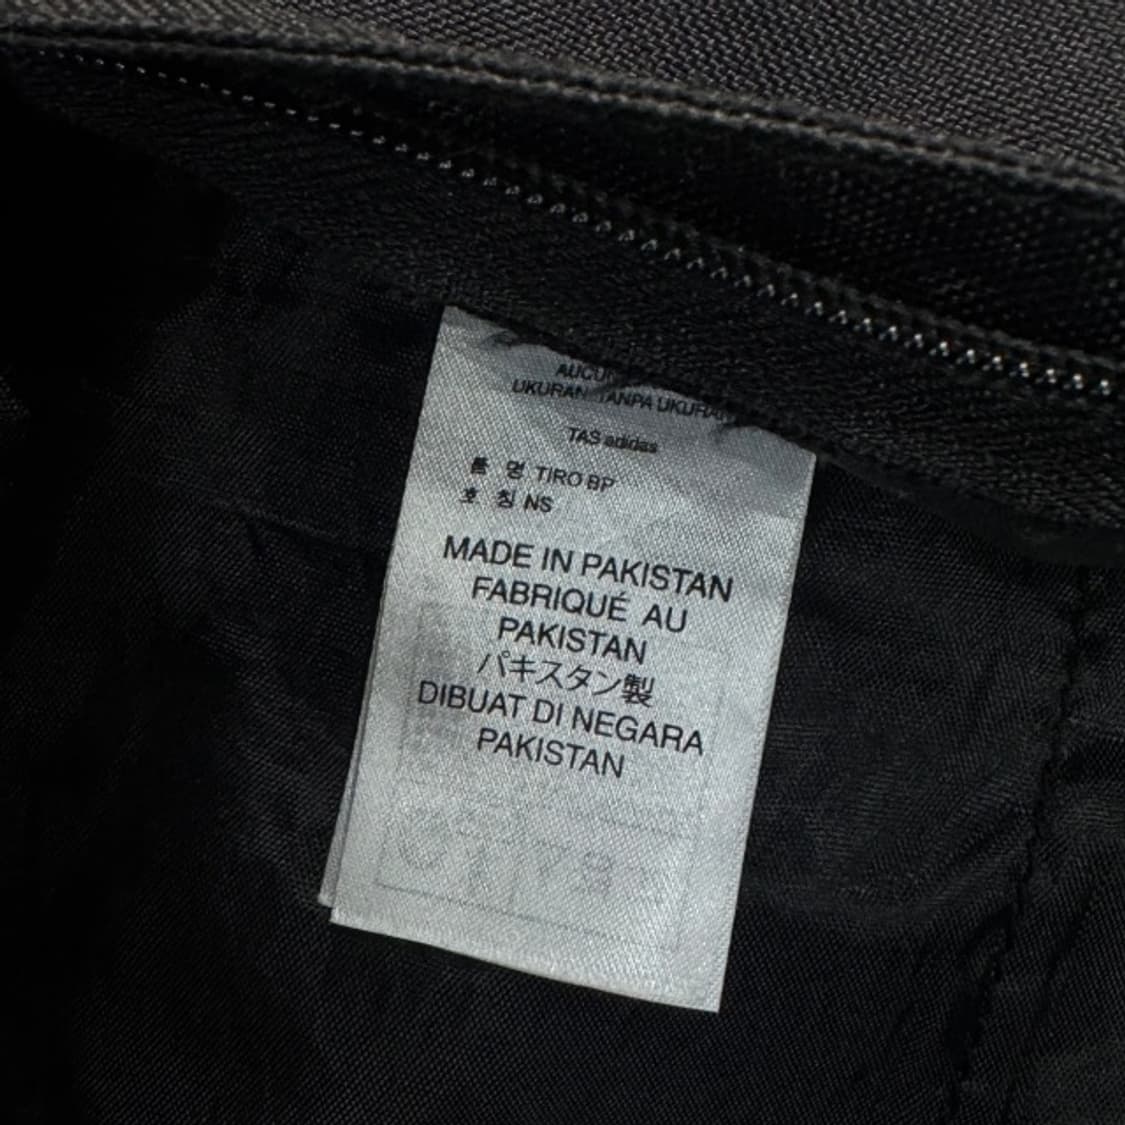 UKURAN TANPA UKURAN
TAS adidas
품 명 TIRO BP
호 칭 NS
MADE IN PAKISTAN
FABRIQUÉ AU
PAKISTAN
パキスタン製
DIBUAT DI NEGARA
PAKISTAN